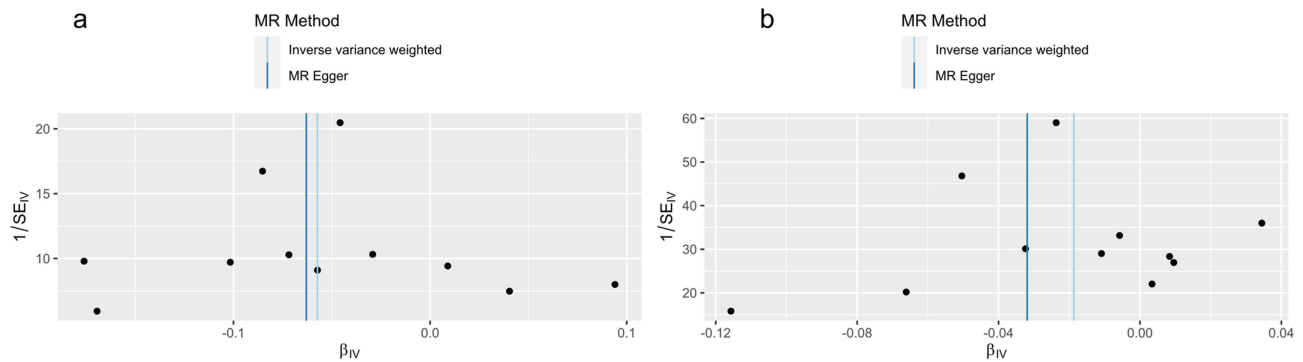 a
MR Method
Inverse variance weighted
MR Egger
20
15
10
1/SE_IV
-0.1
0.0
0.1
β_IV
b
MR Method
Inverse variance weighted
MR Egger
60
50
40
30
20
1/SE_IV
-0.12
-0.08
-0.04
0.00
0.04
β_IV